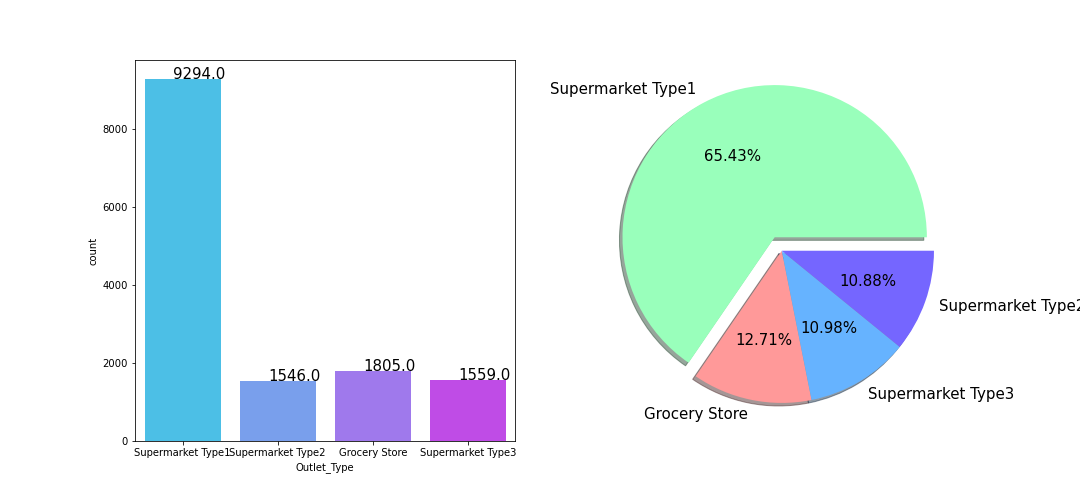 9294.0
1546.0
1805.0
1559.0
8000
6000
4000
2000
0
count
Supermarket Type1
Supermarket Type2
Grocery Store
Supermarket Type3
Outlet_Type
Supermarket Type1
65.43%
10.88%
Supermarket Type2
10.98%
12.71%
Supermarket Type3
Grocery Store